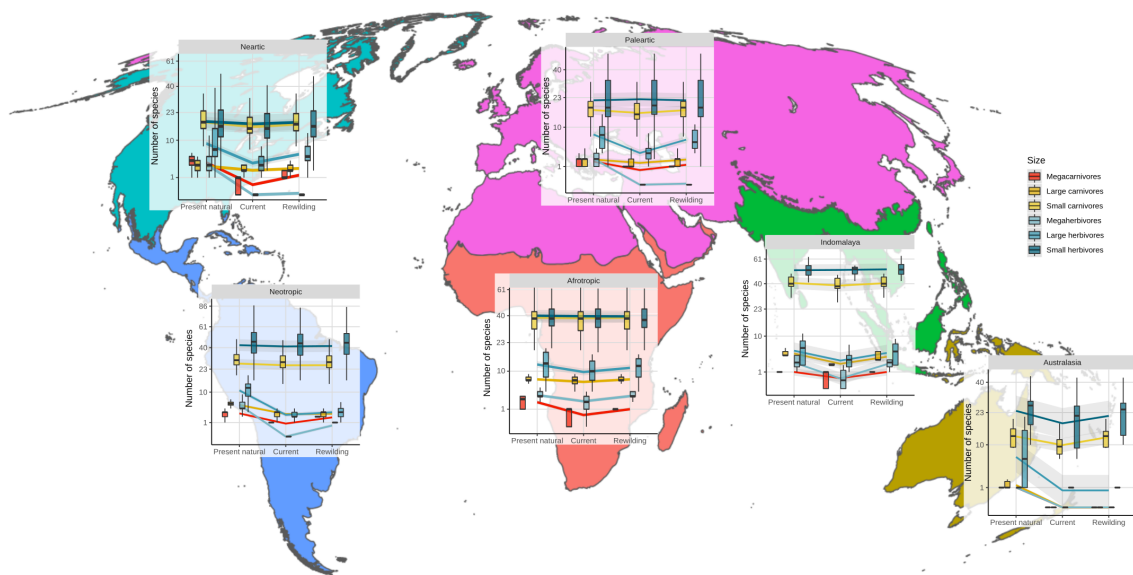 Neartic
Number of species
61
40
23
10
1
Present natural
Current
Rewilding
Paleartic
Number of species
61
40
23
10
1
Present natural
Current
Rewilding
Size
Megacarnivores
Large carnivores
Small carnivores
Megaherbivores
Large herbivores
Small herbivores
Indomalaya
Number of species
61
40
23
10
1
Present natural
Current
Rewilding
Afrotropic
Number of species
61
40
23
10
1
Present natural
Current
Rewilding
Neotropic
Number of species
86
61
40
23
10
1
Present natural
Current
Rewilding
Australasia
Number of species
40
23
10
1
Present natural
Current
Rewilding